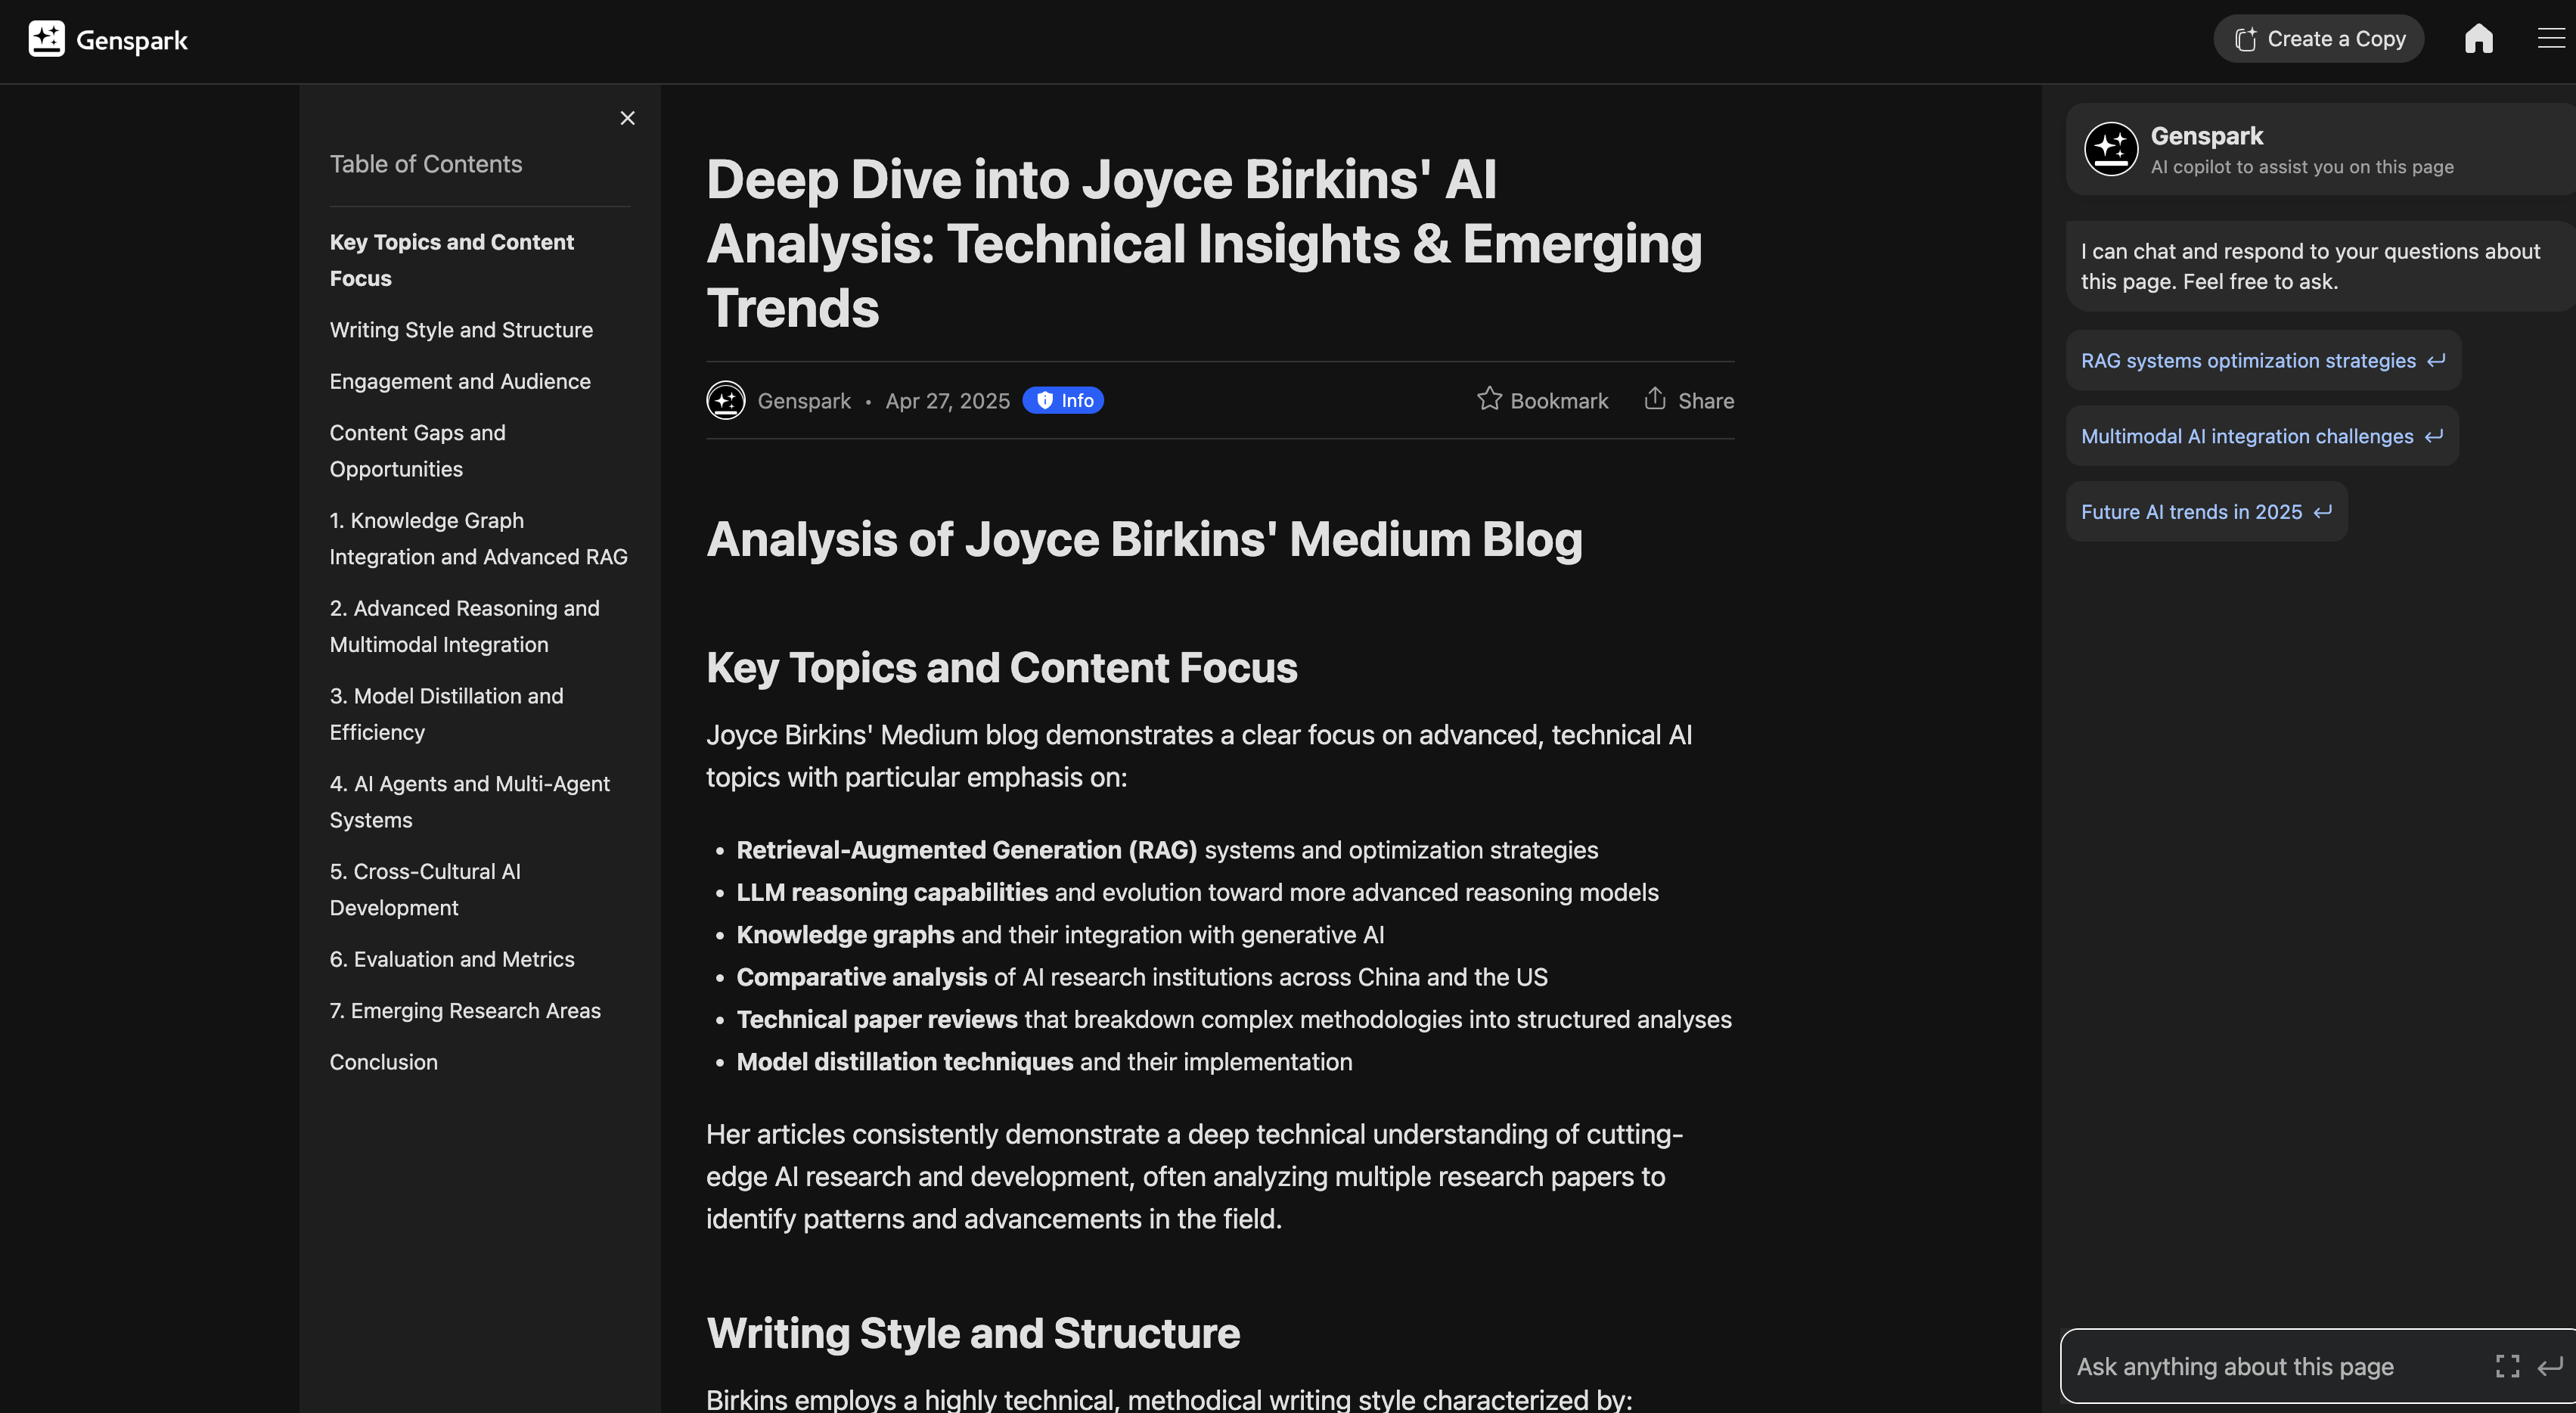 Genspark
Create a Copy
Table of Contents
Key Topics and Content
Focus
Writing Style and Structure
Engagement and Audience
Content Gaps and
Opportunities
1. Knowledge Graph
Integration and Advanced RAG
2. Advanced Reasoning and
Multimodal Integration
3. Model Distillation and
Efficiency
4. AI Agents and Multi-Agent
Systems
5. Cross-Cultural AI
Development
6. Evaluation and Metrics
7. Emerging Research Areas
Conclusion
Deep Dive into Joyce Birkins' AI
Analysis: Technical Insights & Emerging
Trends
Genspark • Apr 27, 2025 Info
Bookmark Share
Analysis of Joyce Birkins' Medium Blog
Key Topics and Content Focus
Joyce Birkins' Medium blog demonstrates a clear focus on advanced, technical AI
topics with particular emphasis on:
• Retrieval-Augmented Generation (RAG) systems and optimization strategies
• LLM reasoning capabilities and evolution toward more advanced reasoning models
• Knowledge graphs and their integration with generative AI
• Comparative analysis of AI research institutions across China and the US
• Technical paper reviews that breakdown complex methodologies into structured analyses
• Model distillation techniques and their implementation
Her articles consistently demonstrate a deep technical understanding of cutting-
edge AI research and development, often analyzing multiple research papers to
identify patterns and advancements in the field.
Writing Style and Structure
Birkins employs a highly technical, methodical writing style characterized by:
Genspark
AI copilot to assist you on this page
I can chat and respond to your questions about
this page. Feel free to ask.
RAG systems optimization strategies
Multimodal AI integration challenges
Future AI trends in 2025
Ask anything about this page